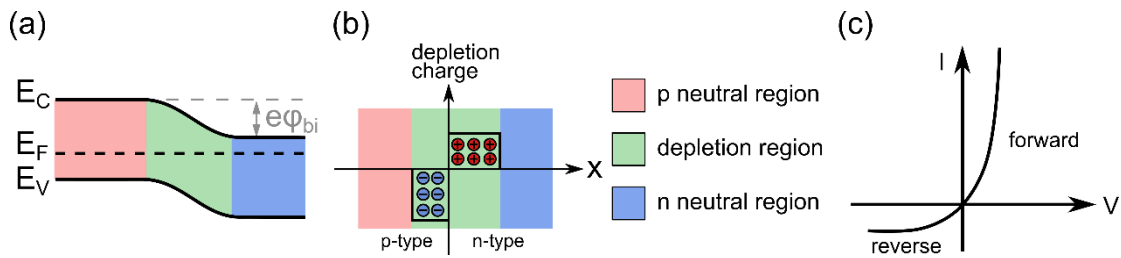 (a)
E_C
eφ_bi
E_F
E_V
(b)
depletion
charge
+ + +
+ + +
x
− −
− −
− −
p-type
n-type
p neutral region
depletion region
n neutral region
(c)
I
forward
V
reverse